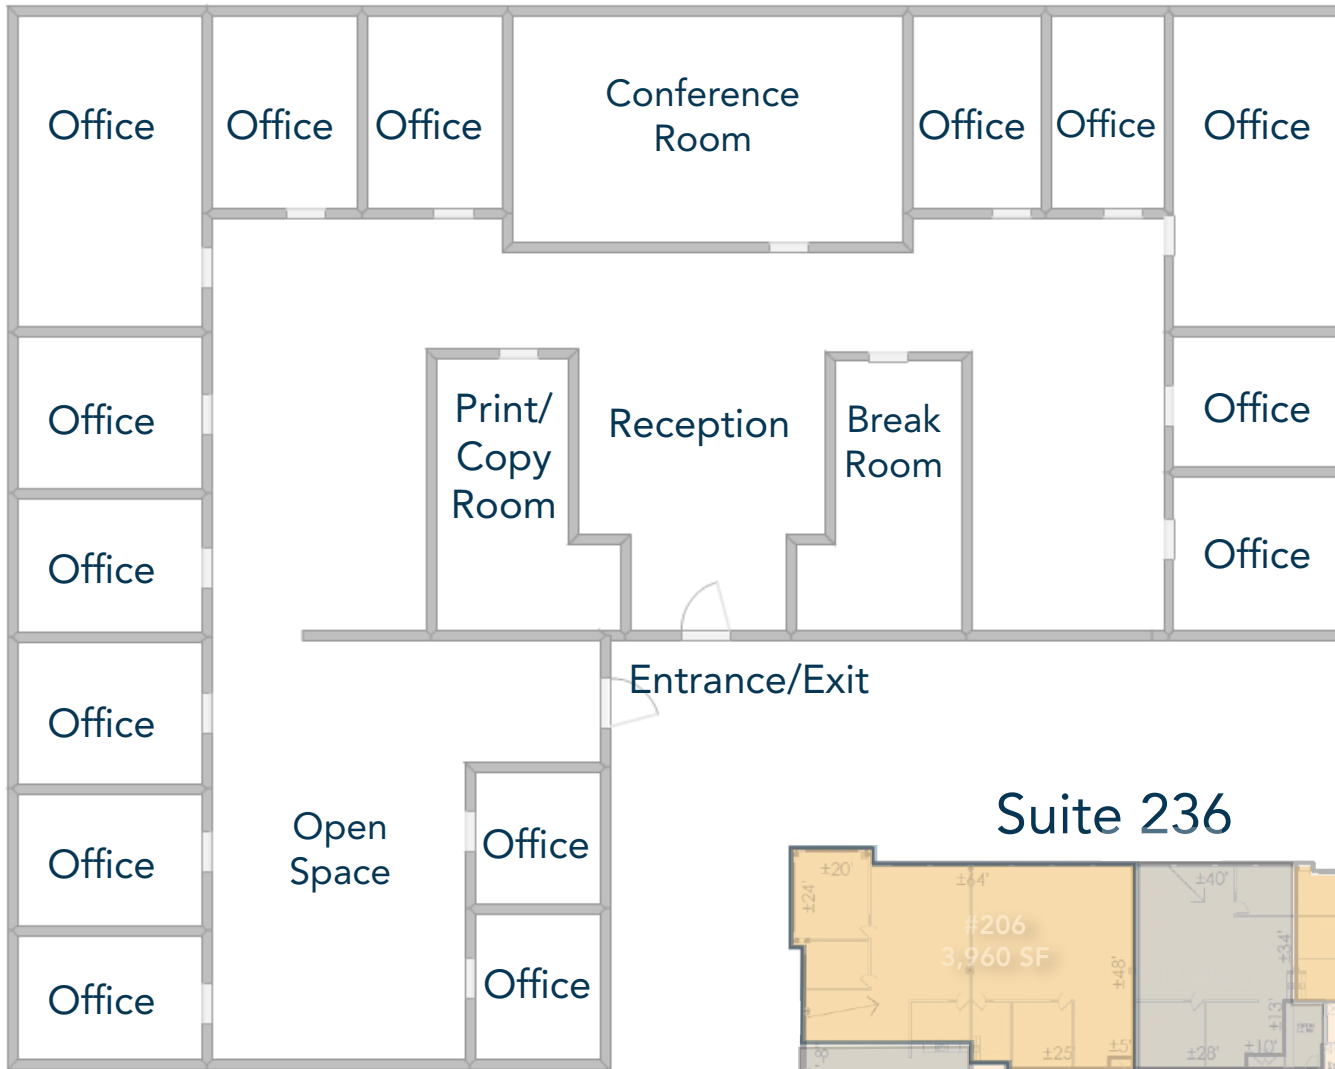 Office
Office
Office
Conference
Room
Office
Office
Office
Office
Print/
Copy
Room
Reception
Break
Room
Office
Office
Office
Office
Entrance/Exit
Office
Open
Space
Office
Office
Office
Suite 236
±20'
±24'
±64'
±40'
#206
3,960 SF
±48'
±34'
±13'
±8'
±25'
±5'
±28'
±10'